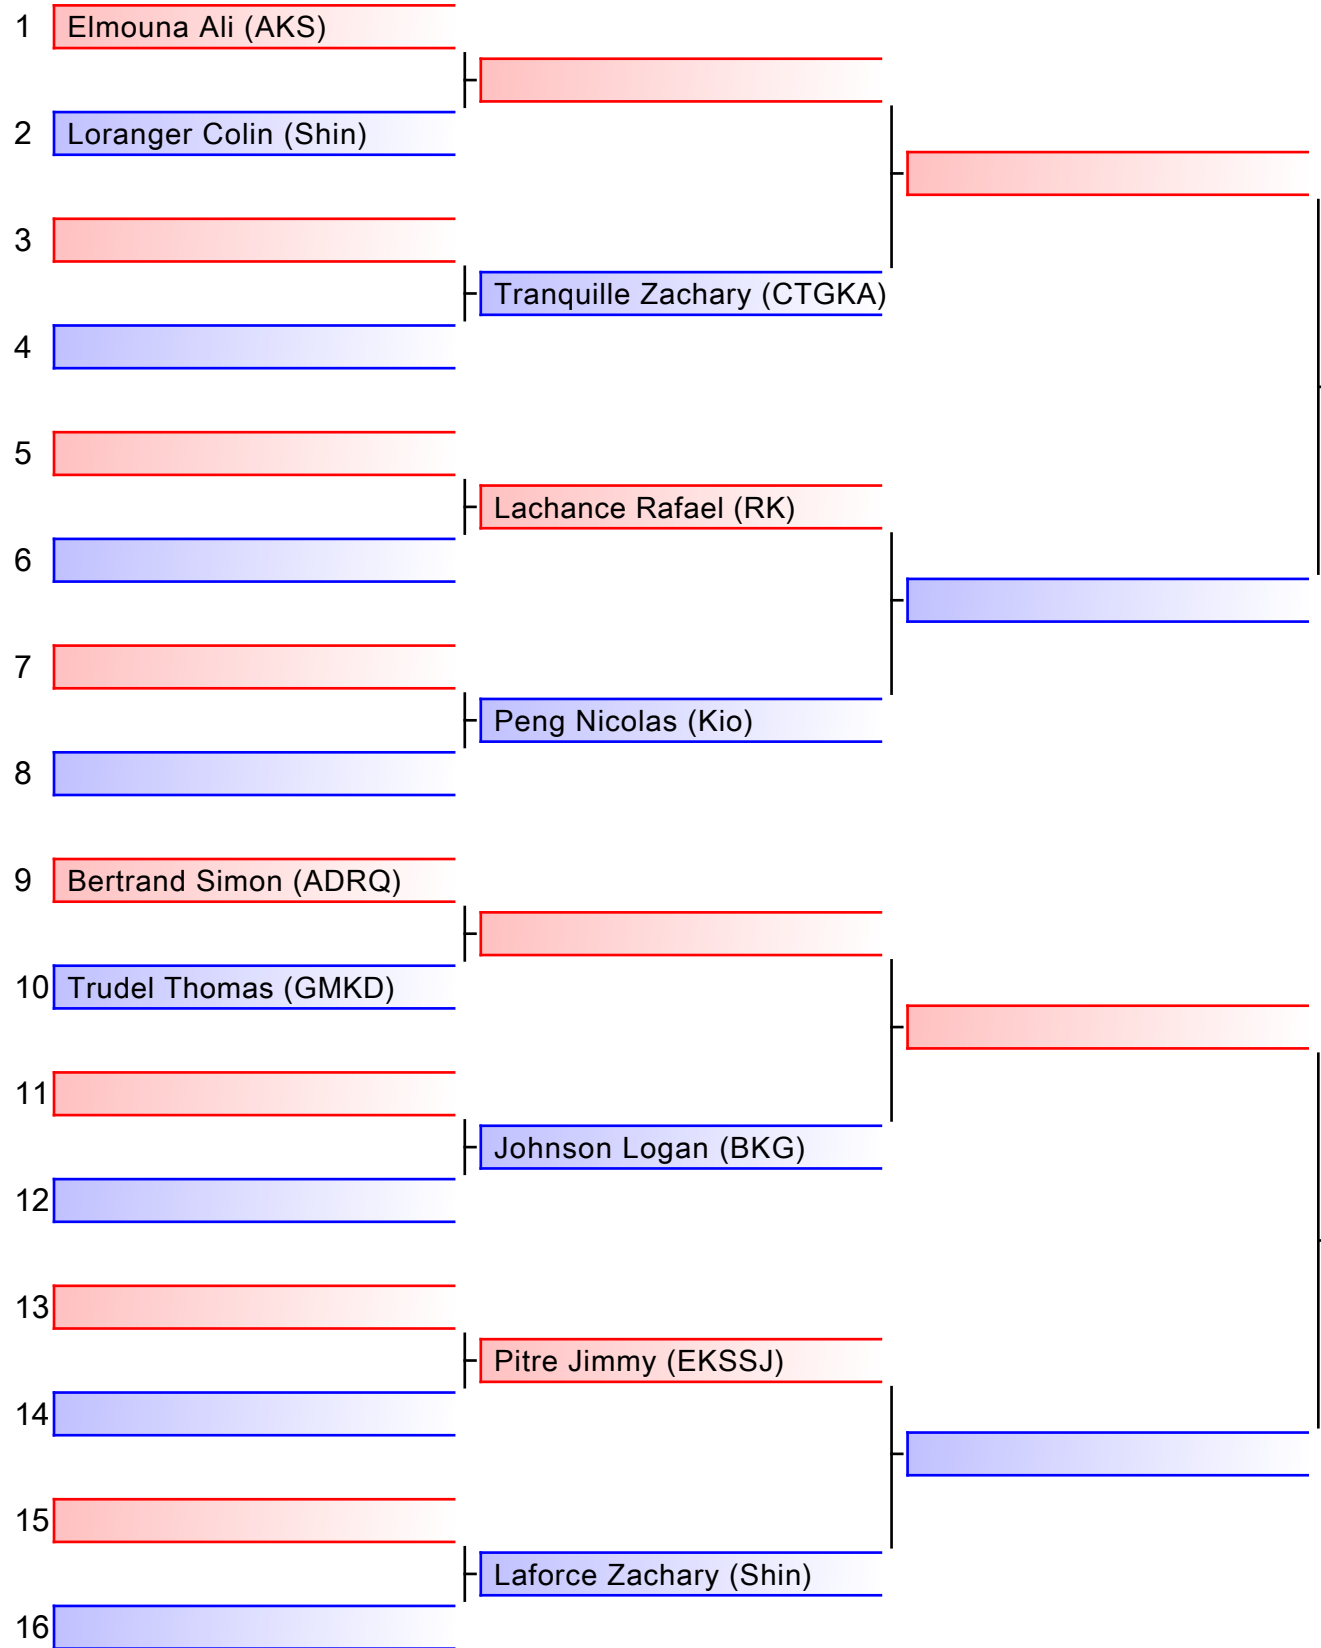 1 Elmouna Ali (AKS)
2 Loranger Colin (Shin)
3
Tranquille Zachary (CTGKA)
4
5
Lachance Rafael (RK)
6
7
Peng Nicolas (Kio)
8
9 Bertrand Simon (ADRQ)
10 Trudel Thomas (GMKD)
11
Johnson Logan (BKG)
12
13
Pitre Jimmy (EKSSJ)
14
15
Laforce Zachary (Shin)
16